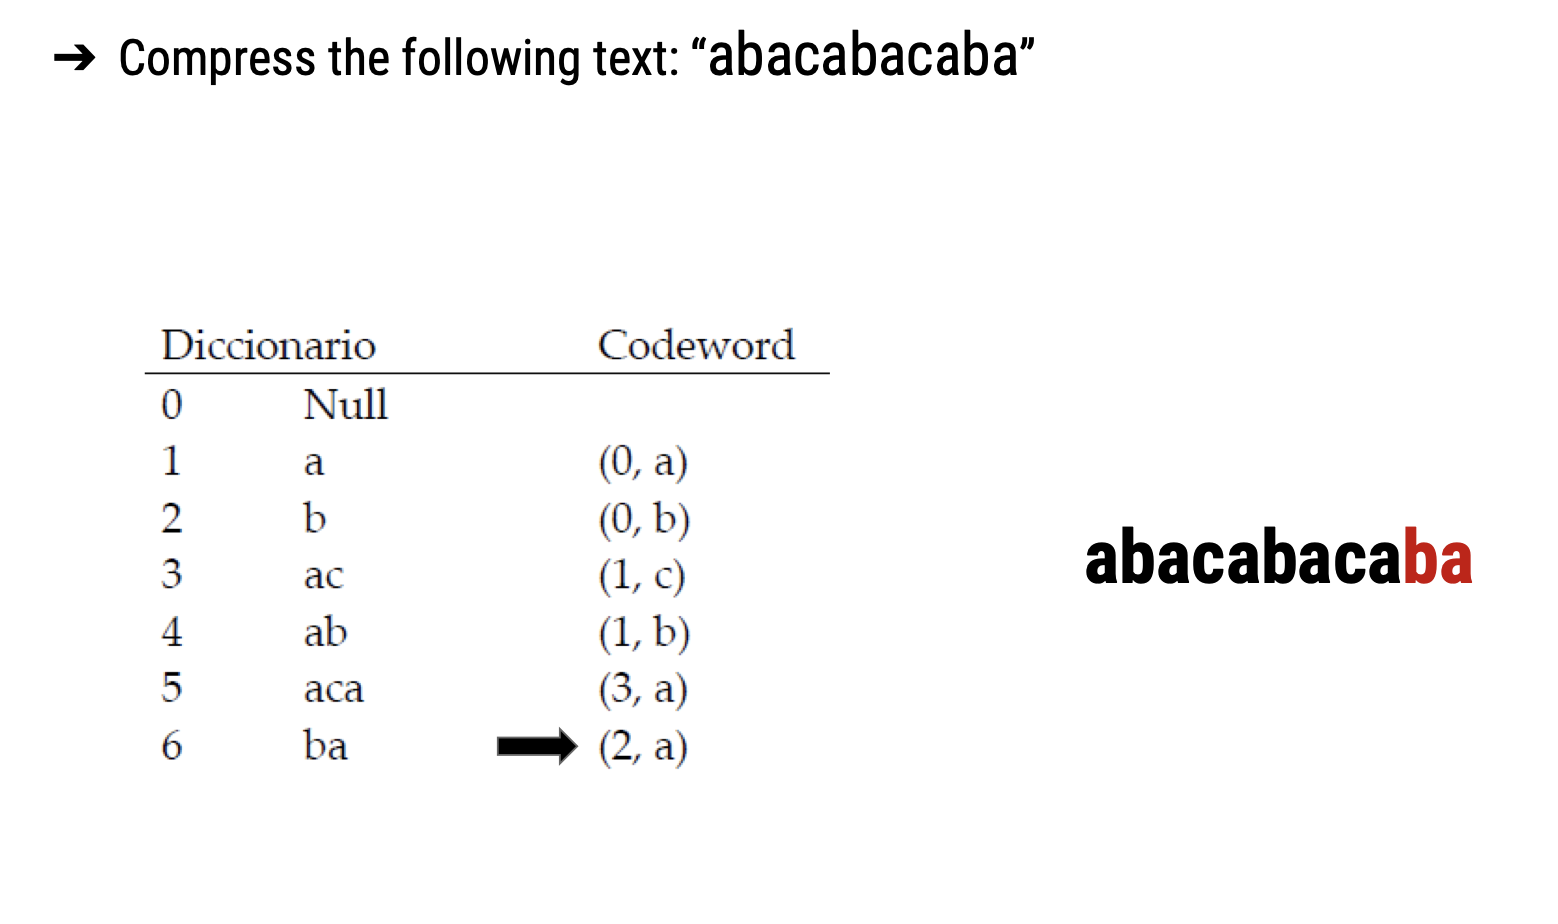 ➔ Compress the following text: “abacabacaba”
Diccionario Codeword
0 Null
1 a (0, a)
2 b (0, b)
3 ac (1, c)
4 ab (1, b)
abacabacaba
5 aca (3, a)
6 ba (2, a)